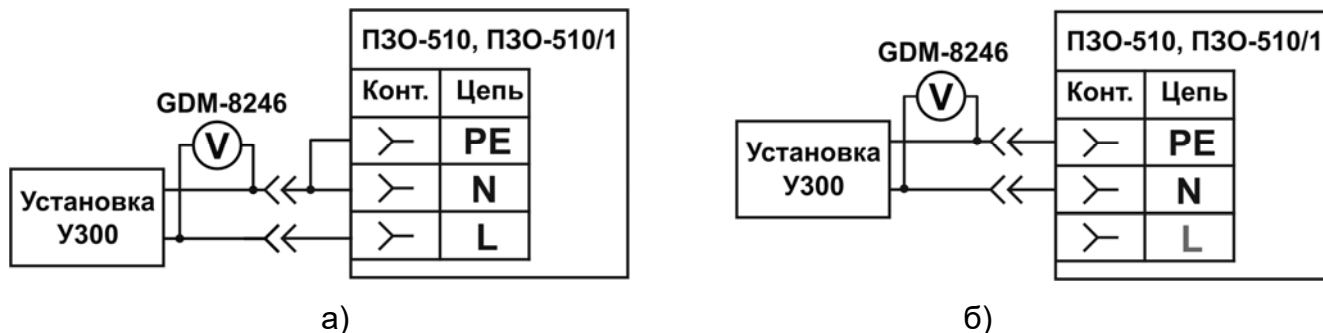 ПЗО-510, ПЗО-510/1
GDM-8246
V
Конт.
Цепь
PE
N
L
Установка
У300
а)
ПЗО-510, ПЗО-510/1
GDM-8246
V
Конт.
Цепь
PE
N
L
Установка
У300
б)